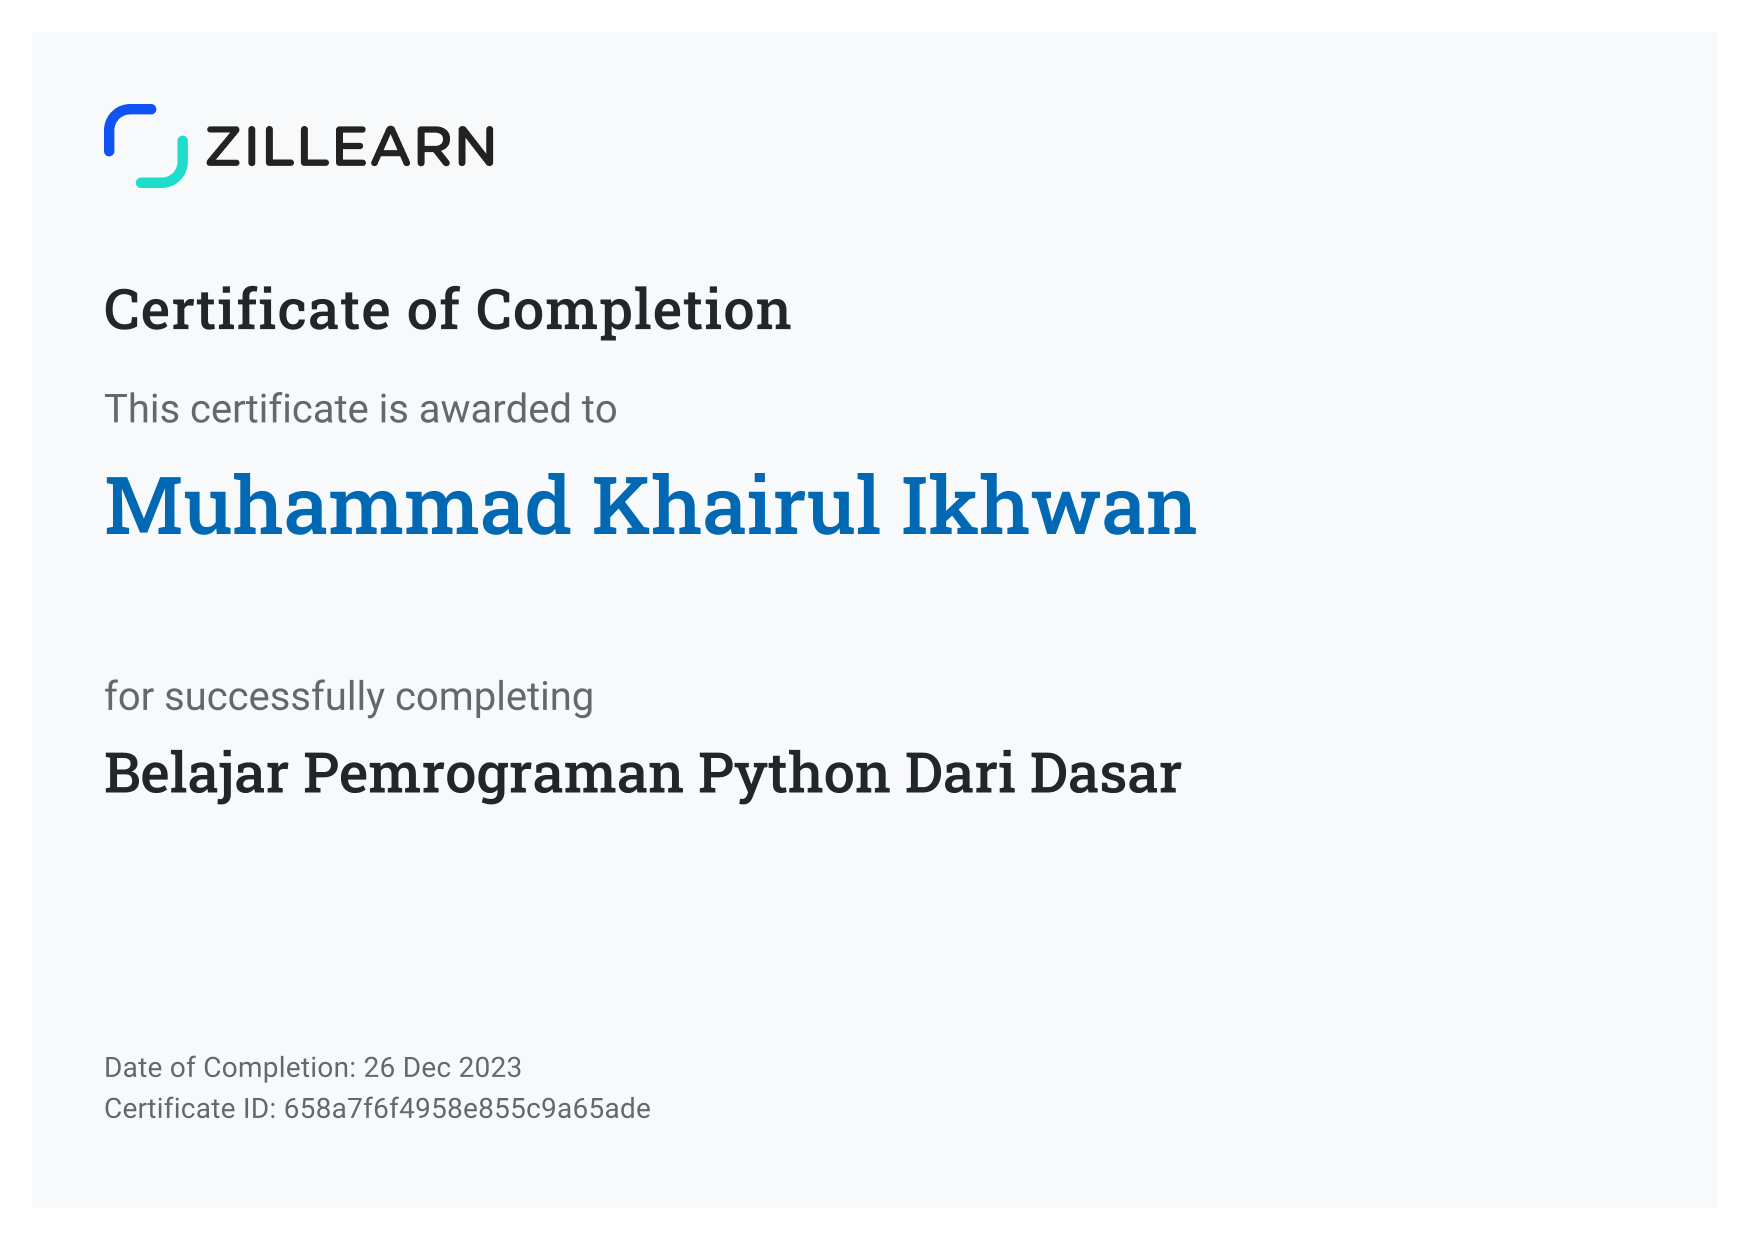 ZILLEARN
Certificate of Completion
This certificate is awarded to
Muhammad Khairul Ikhwan
for successfully completing
Belajar Pemrograman Python Dari Dasar
Date of Completion: 26 Dec 2023
Certificate ID: 658a7f6f4958e855c9a65ade